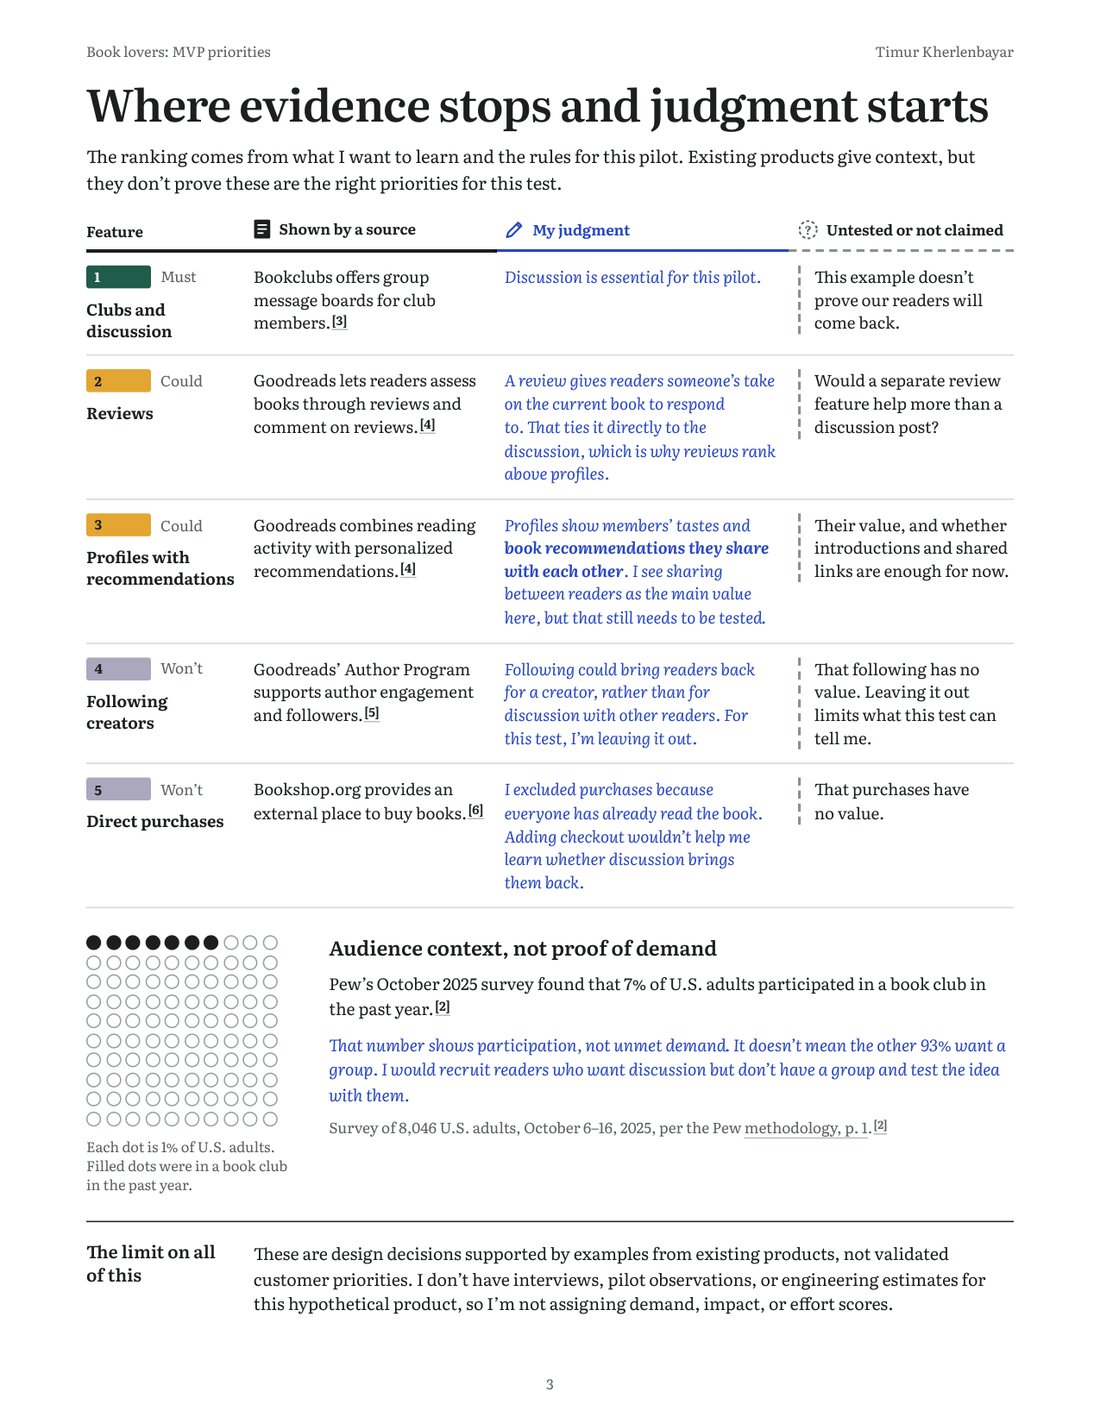 Book lovers: MVP priorities
Timur Kherlenbayar
Where evidence stops and judgment starts
The ranking comes from what I want to learn and the rules for this pilot. Existing products give context, but
they don’t prove these are the right priorities for this test.
Feature
Shown by a source
My judgment
? Untested or not claimed
1 Must
Clubs and
discussion
Bookclubs offers group
message boards for club
members.[3]
Discussion is essential for this pilot.
This example doesn’t
prove our readers will
come back.
2 Could
Reviews
Goodreads lets readers assess
books through reviews and
comment on reviews.[4]
A review gives readers someone’s take
on the current book to respond
to. That ties it directly to the
discussion, which is why reviews rank
above profiles.
Would a separate review
feature help more than a
discussion post?
3 Could
Profiles with
recommendations
Goodreads combines reading
activity with personalized
recommendations.[4]
Profiles show members’ tastes and
book recommendations they share
with each other. I see sharing
between readers as the main value
here, but that still needs to be tested.
Their value, and whether
introductions and shared
links are enough for now.
4 Won’t
Following
creators
Goodreads’ Author Program
supports author engagement
and followers.[5]
Following could bring readers back
for a creator, rather than for
discussion with other readers. For
this test, I’m leaving it out.
That following has no
value. Leaving it out
limits what this test can
tell me.
5 Won’t
Direct purchases
Bookshop.org provides an
external place to buy books.[6]
I excluded purchases because
everyone has already read the book.
Adding checkout wouldn’t help me
learn whether discussion brings
them back.
That purchases have
no value.
Each dot is 1% of U.S. adults.
Filled dots were in a book club
in the past year.
Audience context, not proof of demand
Pew’s October 2025 survey found that 7% of U.S. adults participated in a book club in
the past year.[2]
That number shows participation, not unmet demand. It doesn’t mean the other 93% want a
group. I would recruit readers who want discussion but don’t have a group and test the idea
with them.
Survey of 8,046 U.S. adults, October 6–16, 2025, per the Pew methodology, p. 1.[2]
The limit on all
of this
These are design decisions supported by examples from existing products, not validated
customer priorities. I don’t have interviews, pilot observations, or engineering estimates for
this hypothetical product, so I’m not assigning demand, impact, or effort scores.
3